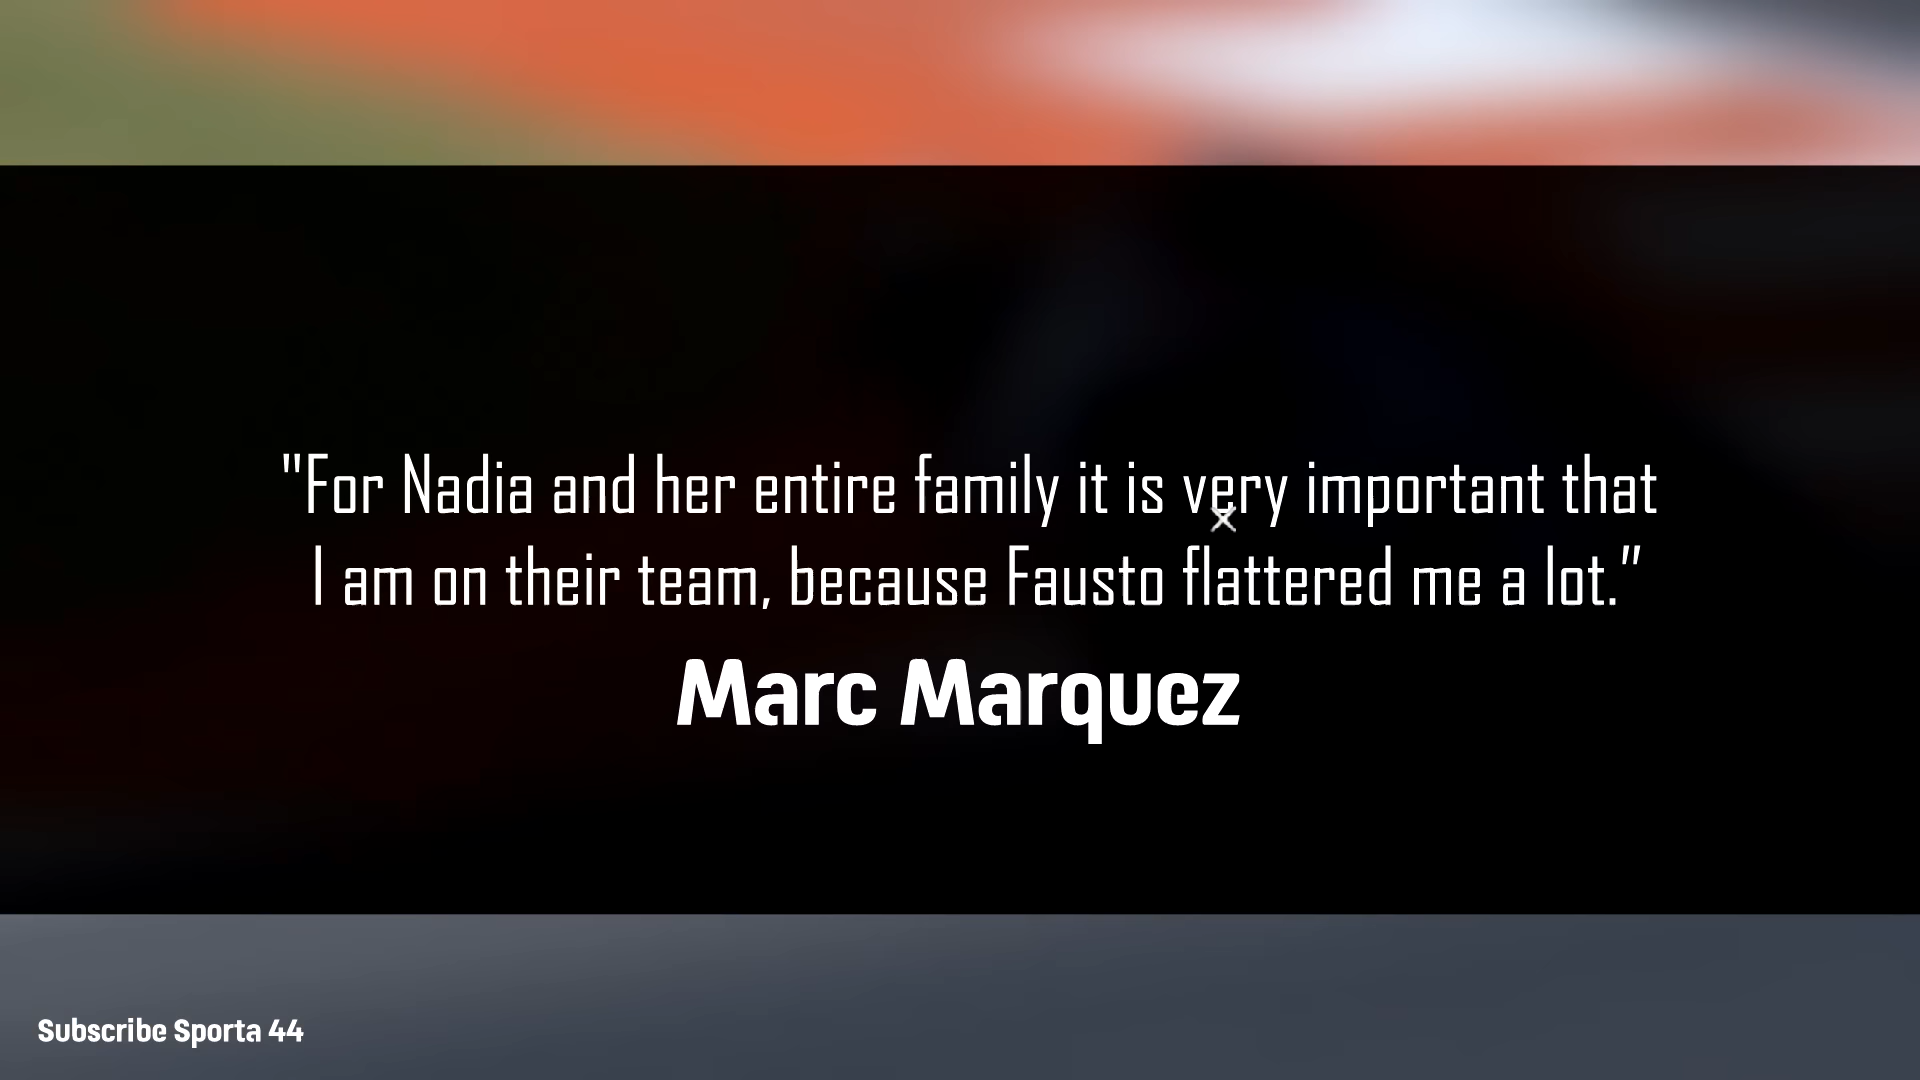 "For Nadia and her entire family it is very important that
I am on their team, because Fausto flattered me a lot.”
Marc Marquez
Subscribe Sporta 44